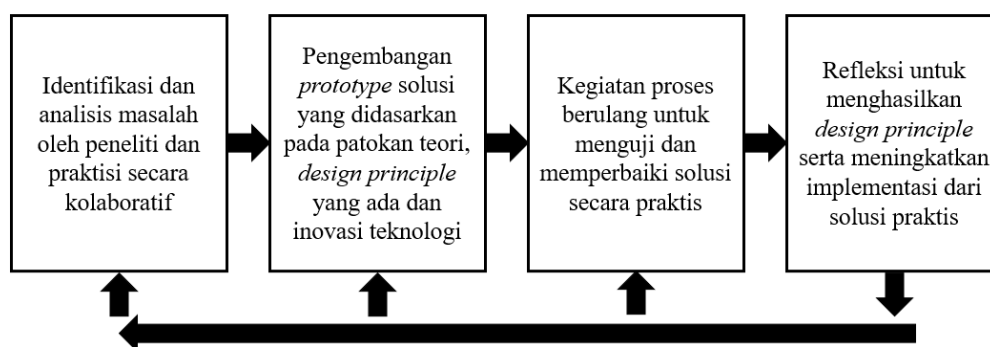 Identifikasi dan
analisis masalah
oleh peneliti dan
praktisi secara
kolaboratif
Pengembangan
prototype solusi
yang didasarkan
pada patokan teori,
design principle
yang ada dan
inovasi teknologi
Kegiatan proses
berulang untuk
menguji dan
memperbaiki solusi
secara praktis
Refleksi untuk
menghasilkan
design principle
serta meningkatkan
implementasi dari
solusi praktis